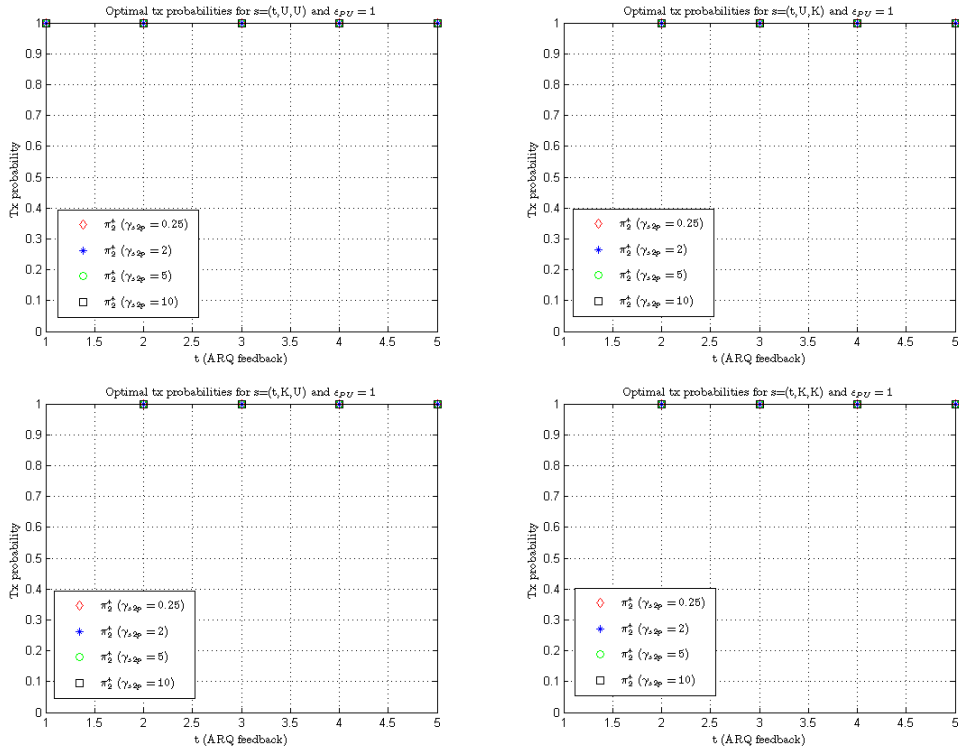 Optimal tx probabilities for s=(t,U,U) and ε_PU = 1
Tx probability
1
0.9
0.8
0.7
0.6
0.5
0.4
0.3
0.2
0.1
0
π₂* (γ_s2p = 0.25)
π₂* (γ_s2p = 2)
π₂* (γ_s2p = 5)
π₂* (γ_s2p = 10)
1 1.5 2 2.5 3 3.5 4 4.5 5
t (ARQ feedback)
Optimal tx probabilities for s=(t,U,K) and ε_PU = 1
Tx probability
1
0.9
0.8
0.7
0.6
0.5
0.4
0.3
0.2
0.1
0
π₂* (γ_s2p = 0.25)
π₂* (γ_s2p = 2)
π₂* (γ_s2p = 5)
π₂* (γ_s2p = 10)
1 1.5 2 2.5 3 3.5 4 4.5 5
t (ARQ feedback)
Optimal tx probabilities for s=(t,K,U) and ε_PU = 1
Tx probability
1
0.9
0.8
0.7
0.6
0.5
0.4
0.3
0.2
0.1
0
π₂* (γ_s2p = 0.25)
π₂* (γ_s2p = 2)
π₂* (γ_s2p = 5)
π₂* (γ_s2p = 10)
1 1.5 2 2.5 3 3.5 4 4.5 5
t (ARQ feedback)
Optimal tx probabilities for s=(t,K,K) and ε_PU = 1
Tx probability
1
0.9
0.8
0.7
0.6
0.5
0.4
0.3
0.2
0.1
0
π₂* (γ_s2p = 0.25)
π₂* (γ_s2p = 2)
π₂* (γ_s2p = 5)
π₂* (γ_s2p = 10)
1 1.5 2 2.5 3 3.5 4 4.5 5
t (ARQ feedback)